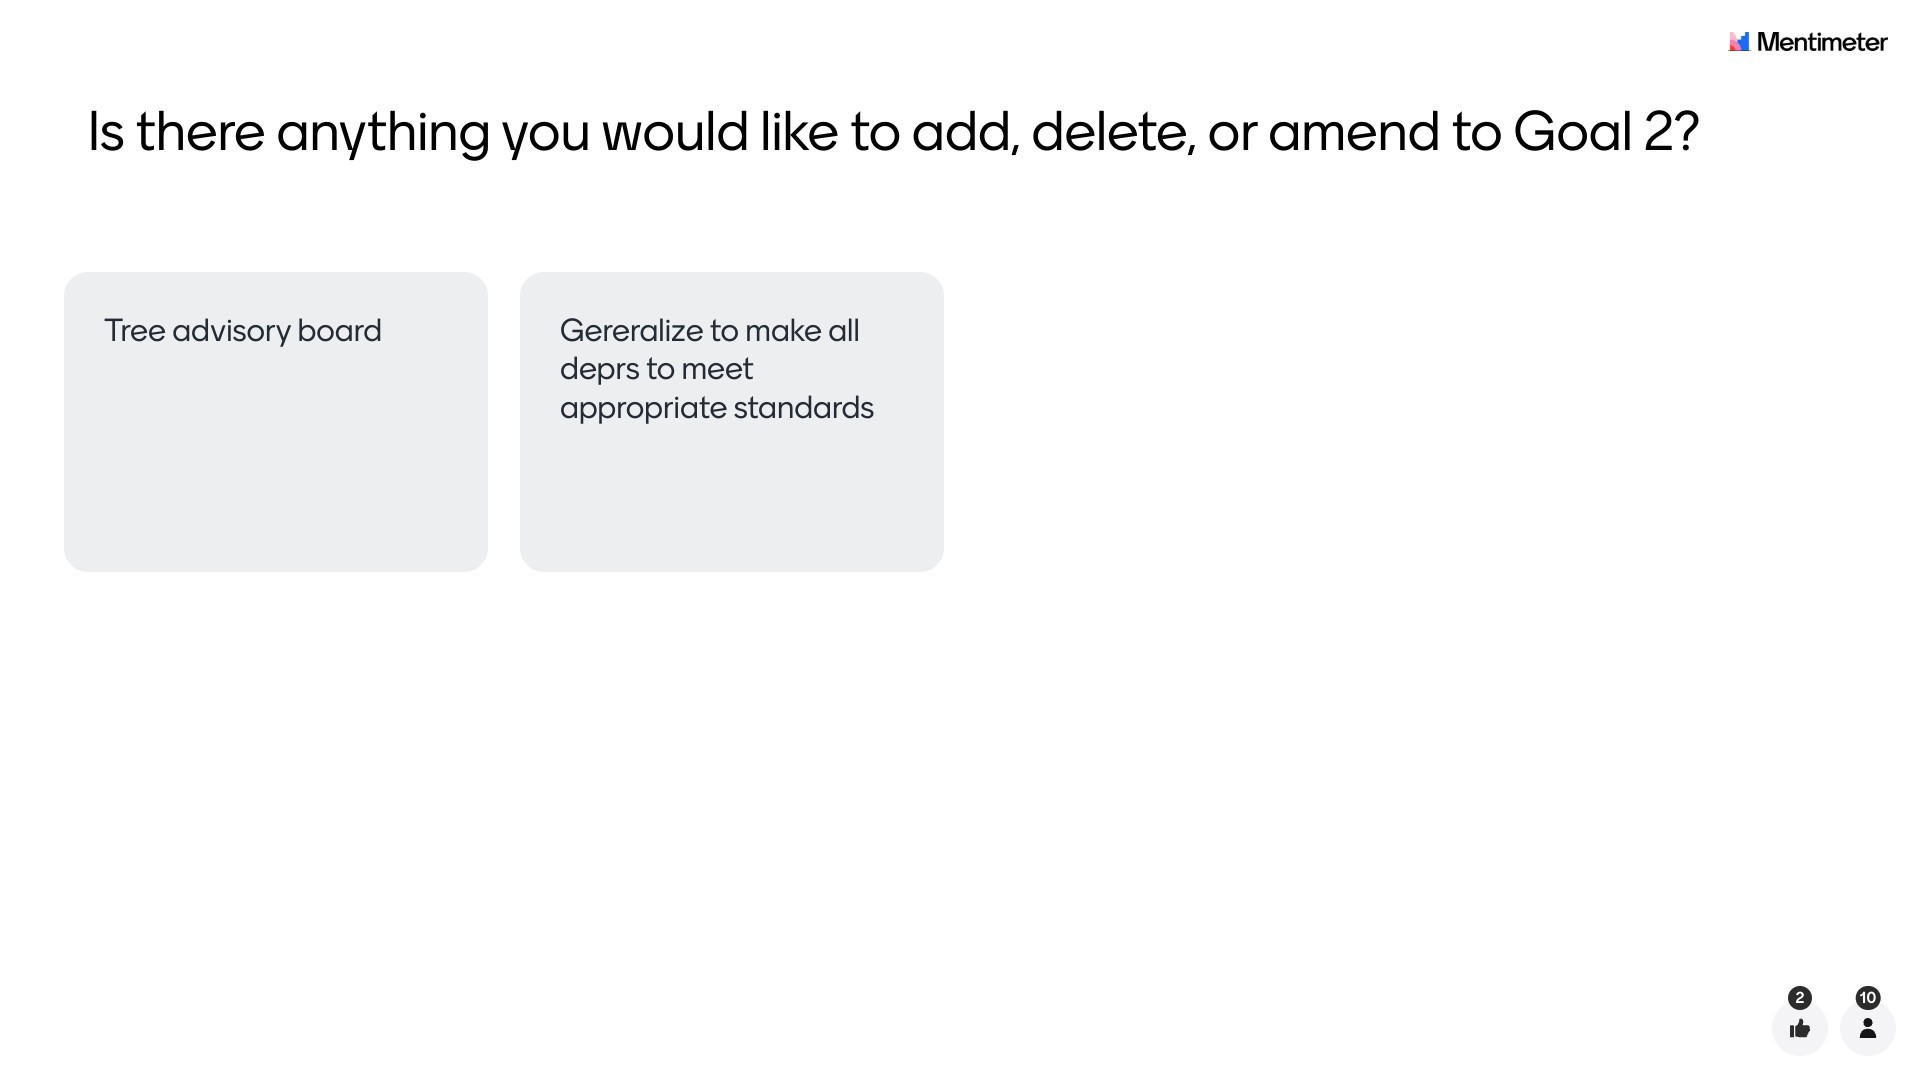 Mentimeter
Is there anything you would like to add, delete, or amend to Goal 2?
Tree advisory board
Gereralize to make all
deprs to meet
appropriate standards
2
10